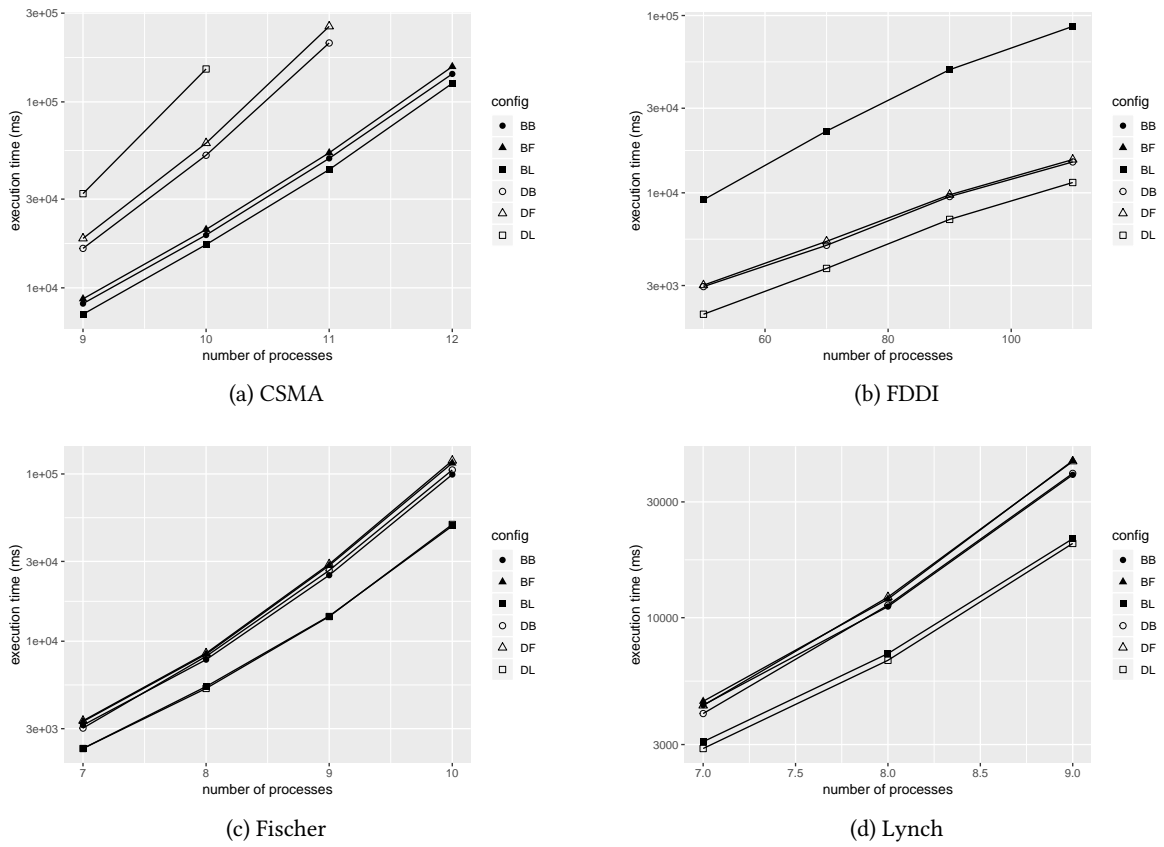 3e+05
1e+05
3e+04
1e+04
execution time (ms)
9
10
11
12
number of processes
config
BB
BF
BL
DB
DF
DL
(a) CSMA
1e+05
3e+04
1e+04
3e+03
execution time (ms)
60
80
100
number of processes
config
BB
BF
BL
DB
DF
DL
(b) FDDI
1e+05
3e+04
1e+04
3e+03
execution time (ms)
7
8
9
10
number of processes
config
BB
BF
BL
DB
DF
DL
(c) Fischer
30000
10000
3000
execution time (ms)
7.0
7.5
8.0
8.5
9.0
number of processes
config
BB
BF
BL
DB
DF
DL
(d) Lynch